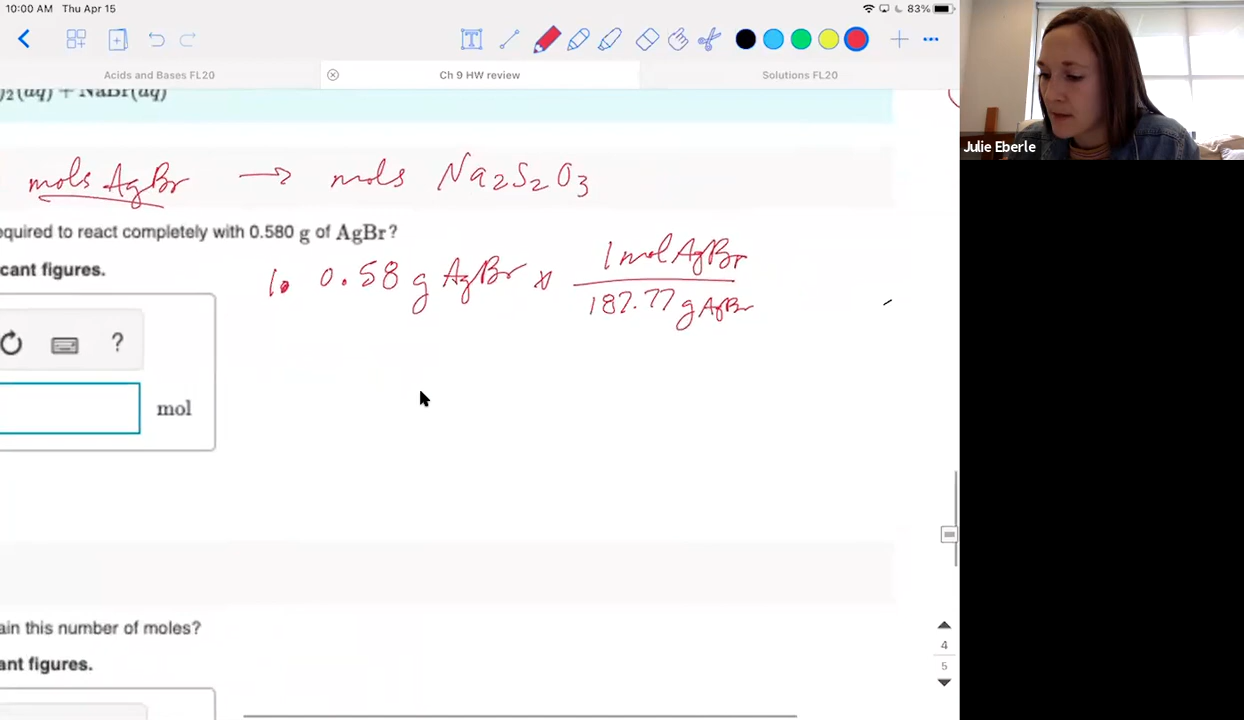 10:00 AM Thu Apr 15
83%
Acids and Bases FL20
Ch 9 HW review
Solutions FL20
)₂(aq) + NaBr(aq)
mols AgBr → mols Na2S2O3
equired to react completely with 0.580 g of AgBr?
cant figures.
1. 0.58 g AgBr x 1 mol AgBr
187.77 g AgBr
?
mol
ain this number of moles?
ant figures.
4
5
Julie Eberle